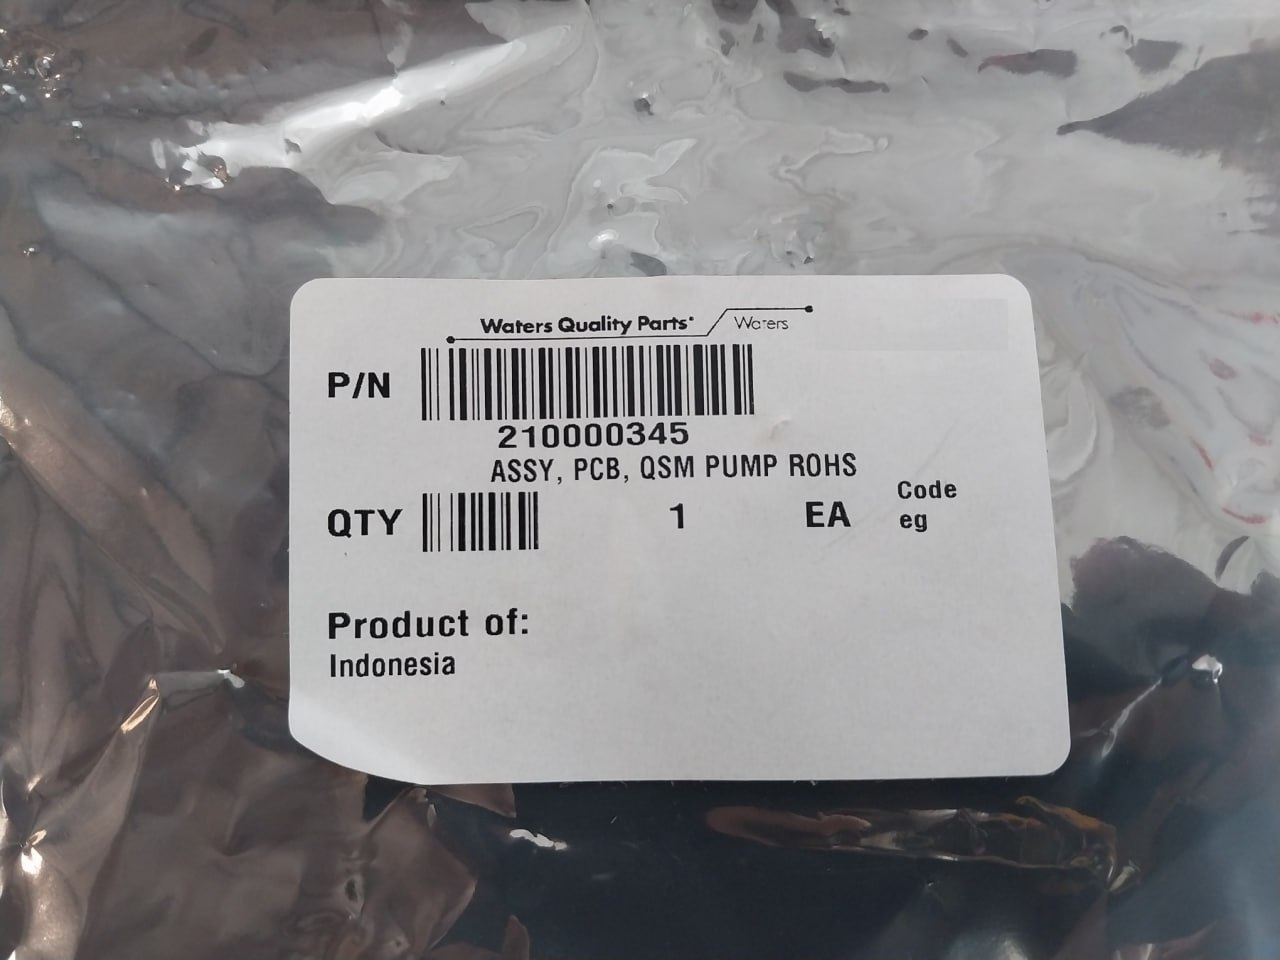 Waters Quality Parts® Waters
P/N
210000345
ASSY, PCB, QSM PUMP ROHS
QTY 1 EA Code
eg
Product of:
Indonesia